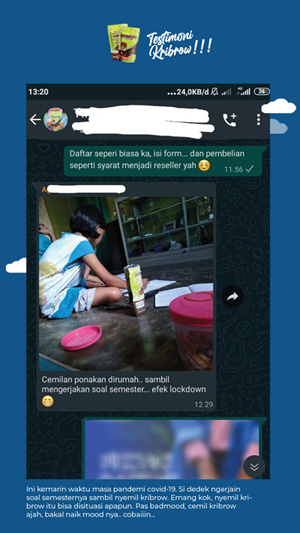 Testimoni
Kribrow!!!
13:20
...24,0KB/d
74
Daftar seperi biasa ka, isi form... dan pembelian
seperti syarat menjadi reseller yah
11.56
Cemilan ponakan dirumah.. sambil
mengerjakan soal semester... efek lockdown
12.29
Ini kemarin waktu masa pandemi covid-19. Si dedek ngerjain
soal semesternya sambil nyemil kribrow. Emang kok, nyemil kri-
brow itu bisa disituasi apapun. Pas badmood, cemil kribrow
ajah, bakal naik mood nya.. cobaiin...